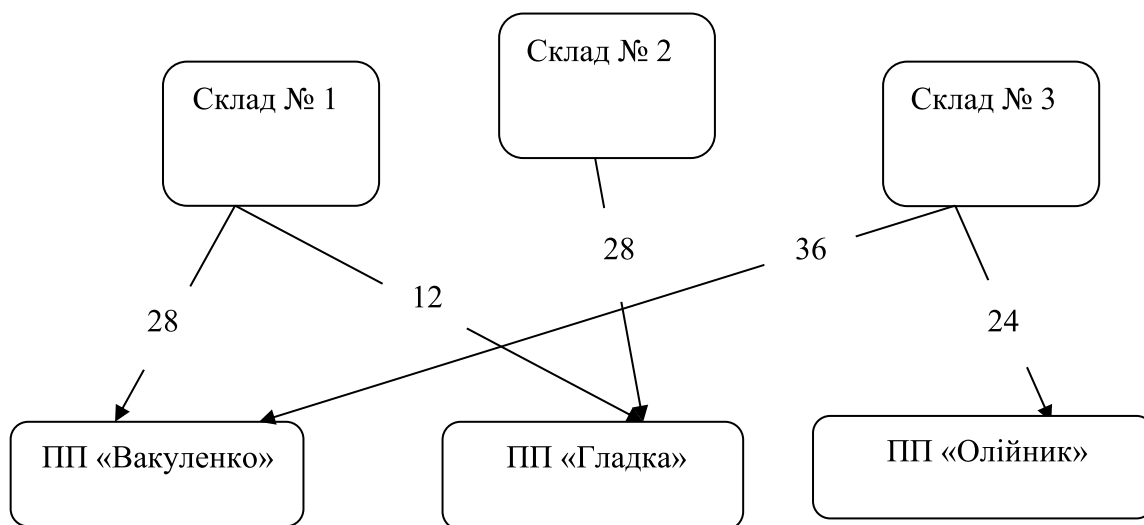 Склад № 1
Склад № 2
Склад № 3
28
12
28
36
24
ПП «Вакуленко»
ПП «Гладка»
ПП «Олійник»